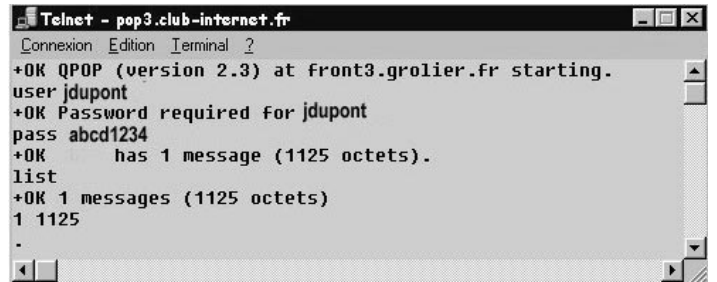 Telnet - pop3.club-internet.fr
Connexion Edition Terminal ?
+OK QPOP (version 2.3) at front3.grolier.fr starting.
user jdupont
+OK Password required for jdupont
pass abcd1234
+OK has 1 message (1125 octets).
list
+OK 1 messages (1125 octets)
1 1125
.